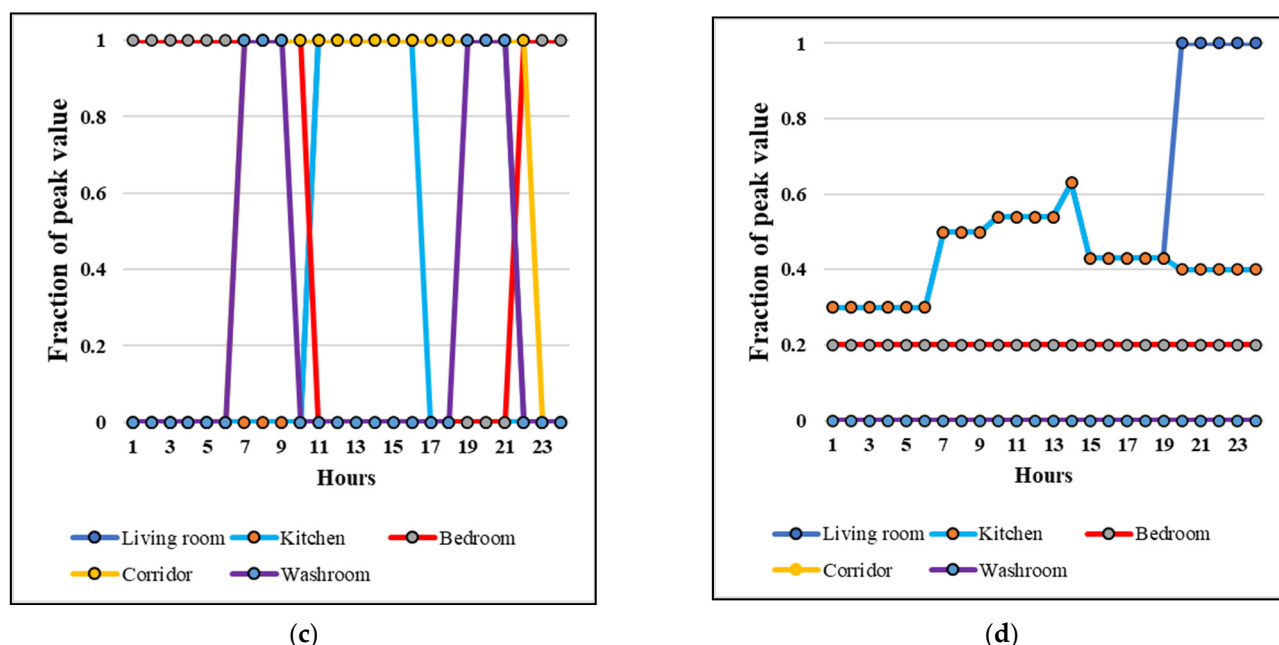 Fraction of peak value
1
0.8
0.6
0.4
0.2
0
1 3 5 7 9 11 13 15 17 19 21 23
Hours
Living room Kitchen Bedroom
Corridor Washroom
(c)
Fraction of peak value
1
0.8
0.6
0.4
0.2
0
1 3 5 7 9 11 13 15 17 19 21 23
Hours
Living room Kitchen Bedroom
Corridor Washroom
(d)